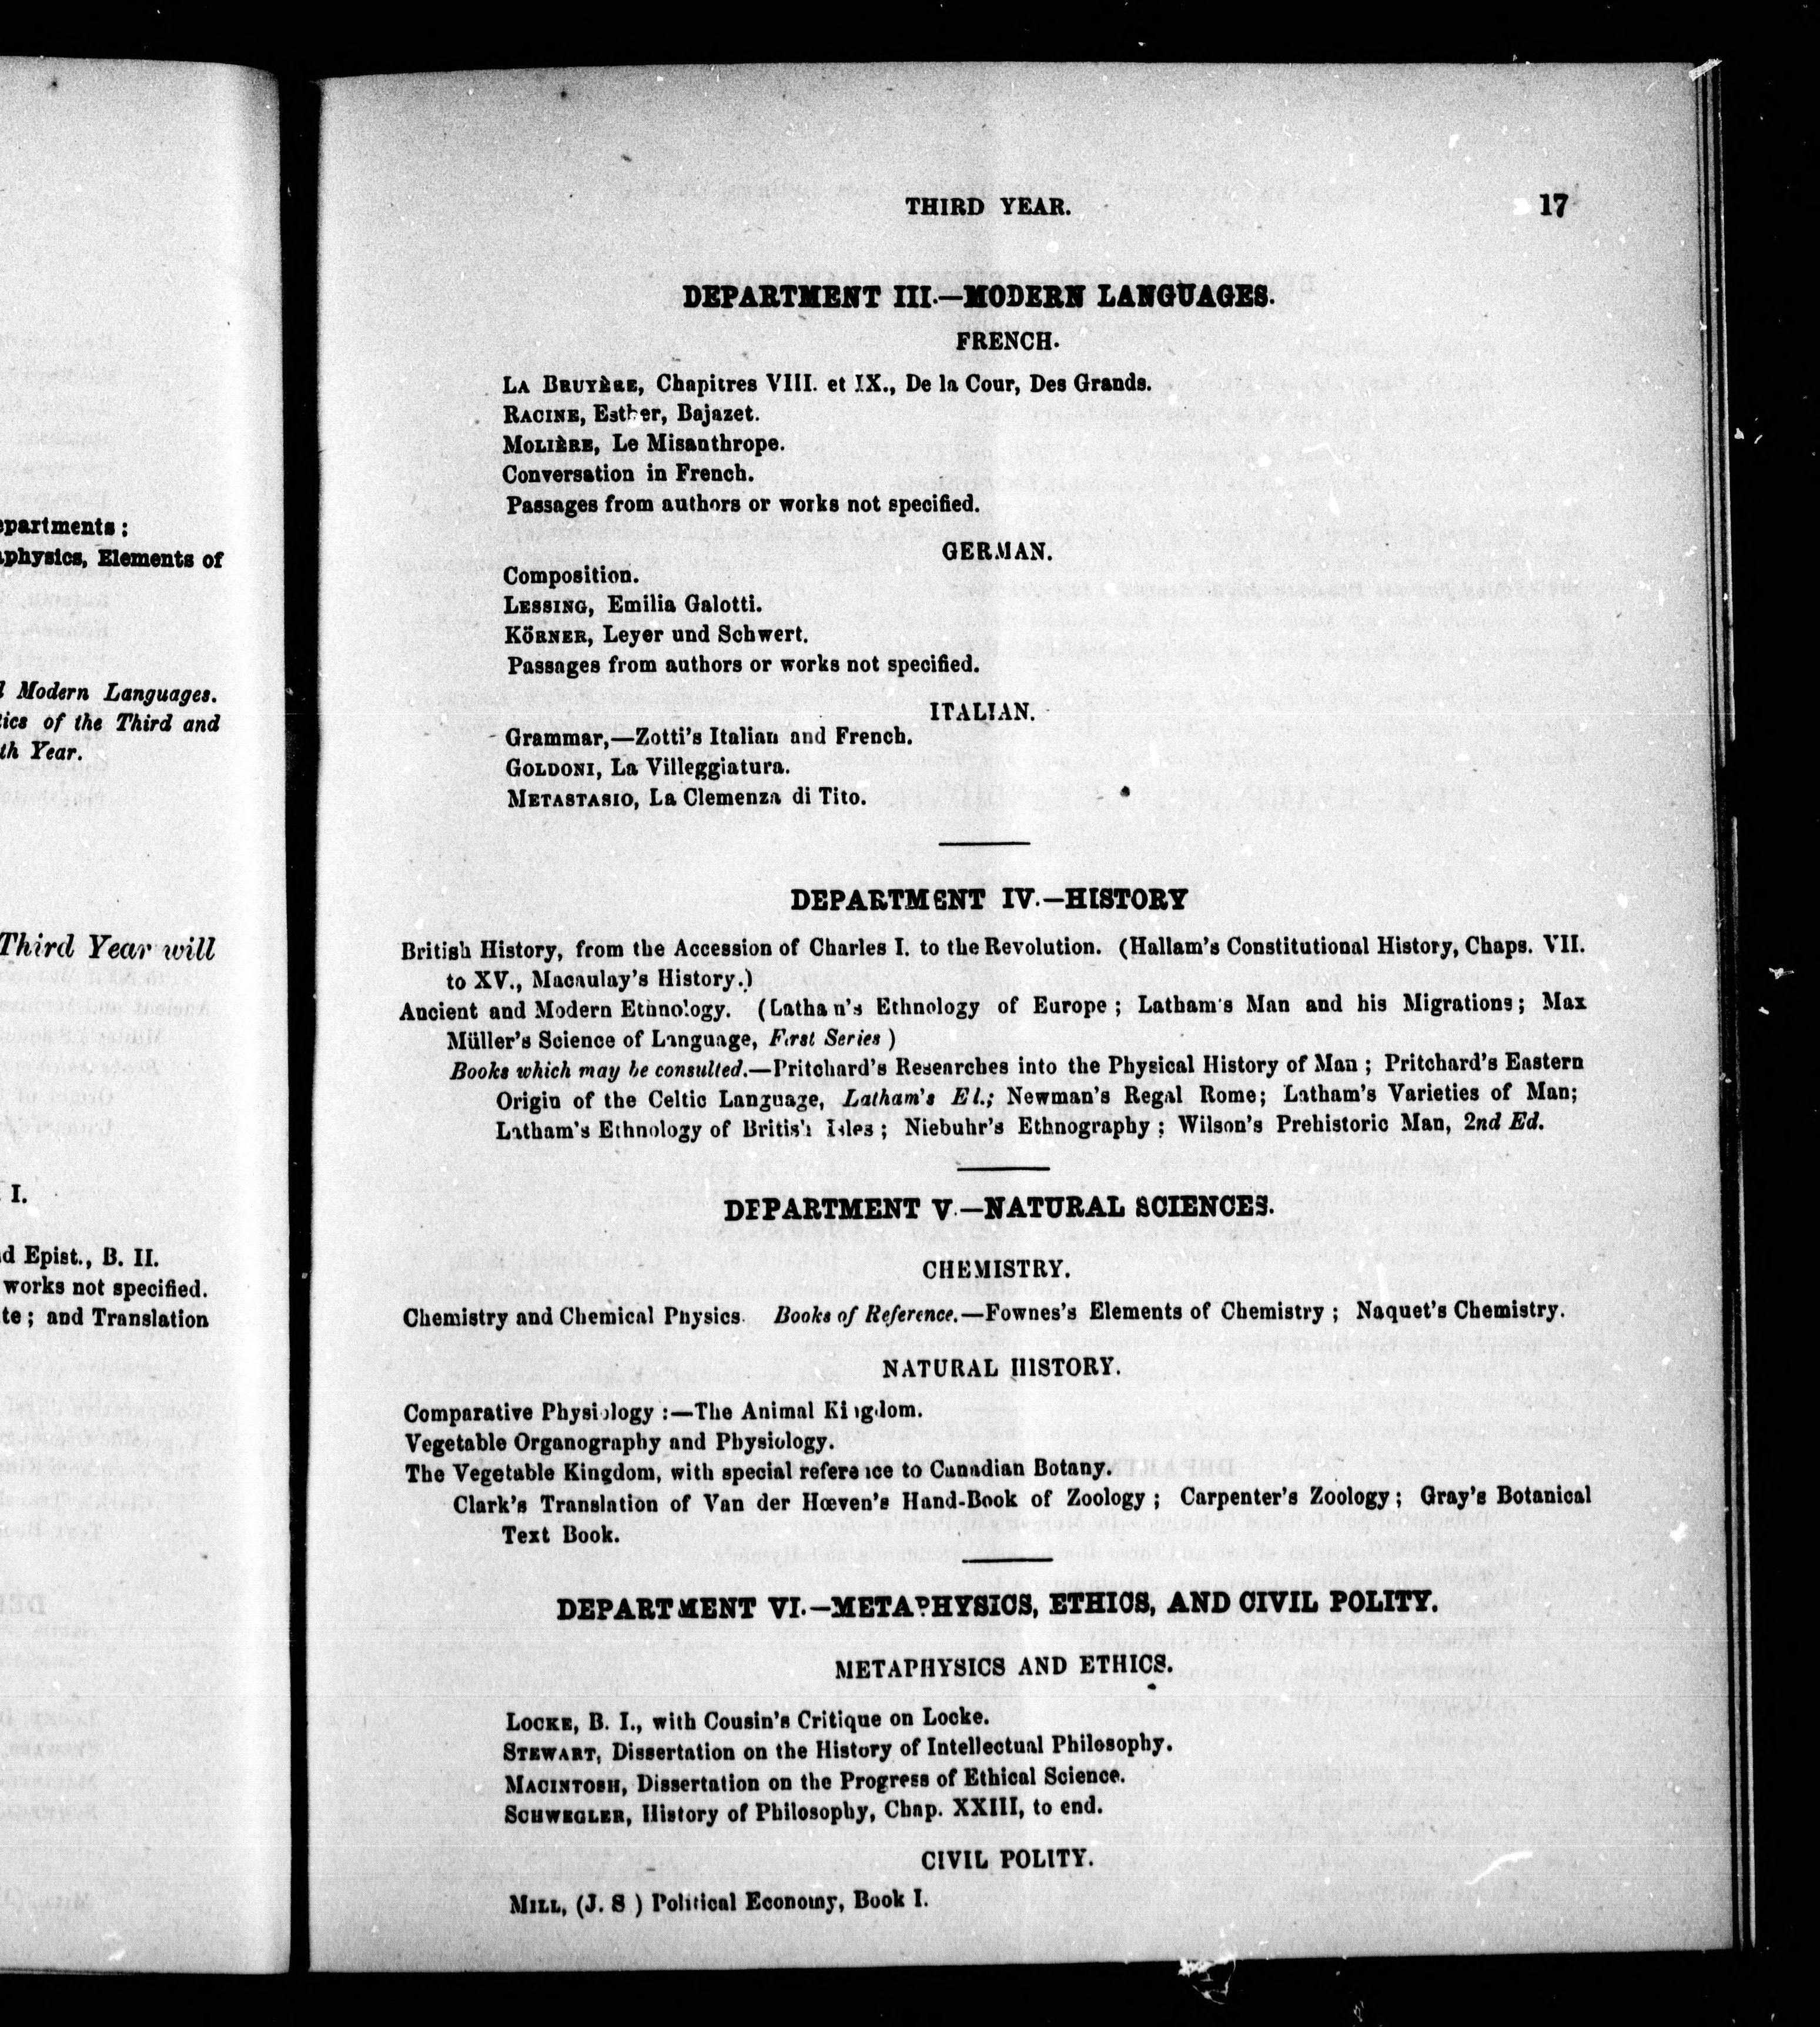 epartments :
aphysics, Elements of
l Modern Languages.
tics of the Third and
th Year.
Third Year will
I.
d Epist., B. II.
works not specified.
te ; and Translation
THIRD YEAR. 17
DEPARTMENT III.—MODERN LANGUAGES.
FRENCH.
LA BRUYÈRE, Chapitres VIII. et IX., De la Cour, Des Grands.
RACINE, Esther, Bajazet.
MOLIÈRE, Le Misanthrope.
Conversation in French.
Passages from authors or works not specified.
GERMAN.
Composition.
LESSING, Emilia Galotti.
KÖRNER, Leyer und Schwert.
Passages from authors or works not specified.
ITALIAN.
Grammar,—Zotti's Italian and French.
GOLDONI, La Villeggiatura.
METASTASIO, La Clemenza di Tito.
DEPARTMENT IV.—HISTORY
British History, from the Accession of Charles I. to the Revolution. (Hallam's Constitutional History, Chaps. VII.
to XV., Macaulay's History.)
Ancient and Modern Ethnology. (Latham's Ethnology of Europe ; Latham's Man and his Migrations ; Max
Müller's Science of Language, First Series )
Books which may be consulted.—Pritchard's Researches into the Physical History of Man ; Pritchard's Eastern
Origin of the Celtic Language, Latham's El.; Newman's Regal Rome; Latham's Varieties of Man;
Latham's Ethnology of British Isles ; Niebuhr's Ethnography ; Wilson's Prehistoric Man, 2nd Ed.
DEPARTMENT V.—NATURAL SCIENCES.
CHEMISTRY.
Chemistry and Chemical Physics. Books of Reference.—Fownes's Elements of Chemistry ; Naquet's Chemistry.
NATURAL HISTORY.
Comparative Physiology :—The Animal Kingdom.
Vegetable Organography and Physiology.
The Vegetable Kingdom, with special reference to Canadian Botany.
Clark's Translation of Van der Hœven's Hand-Book of Zoology ; Carpenter's Zoology ; Gray's Botanical
Text Book.
DEPARTMENT VI.—METAPHYSICS, ETHICS, AND CIVIL POLITY.
METAPHYSICS AND ETHICS.
LOCKE, B. I., with Cousin's Critique on Locke.
STEWART, Dissertation on the History of Intellectual Philosophy.
MACINTOSH, Dissertation on the Progress of Ethical Science.
SCHWEGLER, History of Philosophy, Chap. XXIII, to end.
CIVIL POLITY.
MILL, (J. S ) Political Economy, Book I.